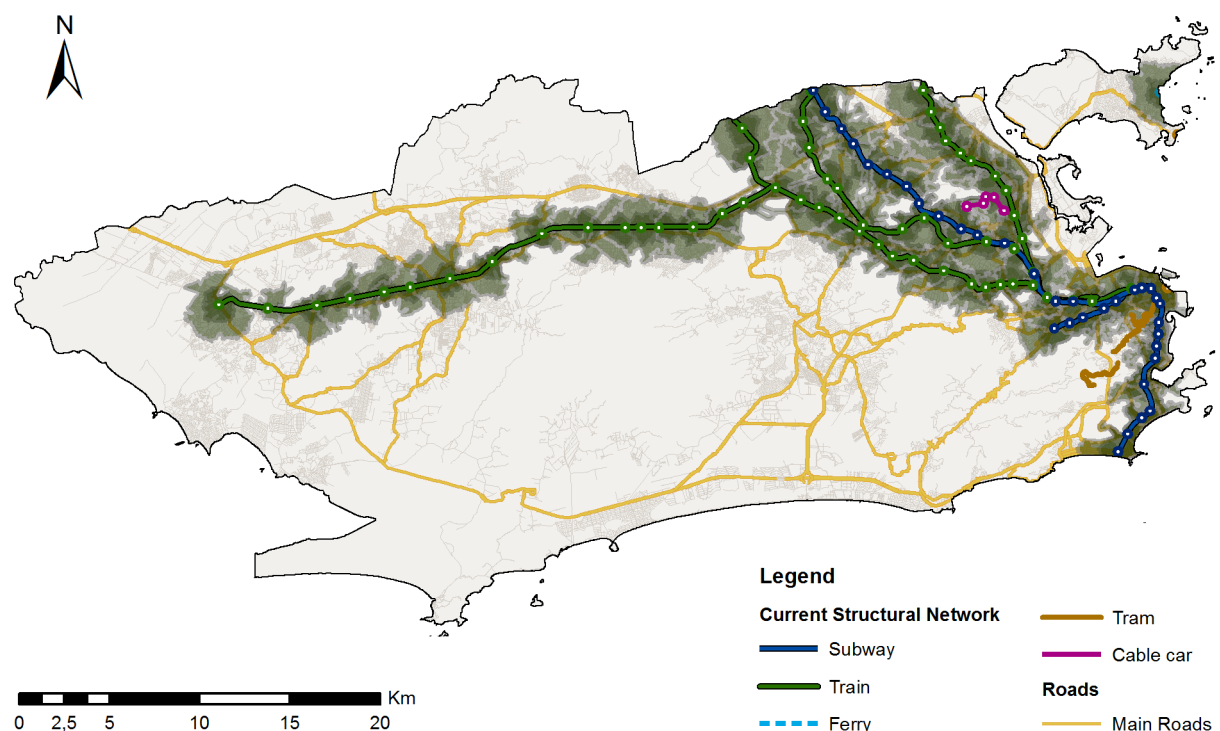 N
Legend
Current Structural Network
Subway
Train
Ferry
Tram
Cable car
Roads
Main Roads
Km
0 2,5 5 10 15 20